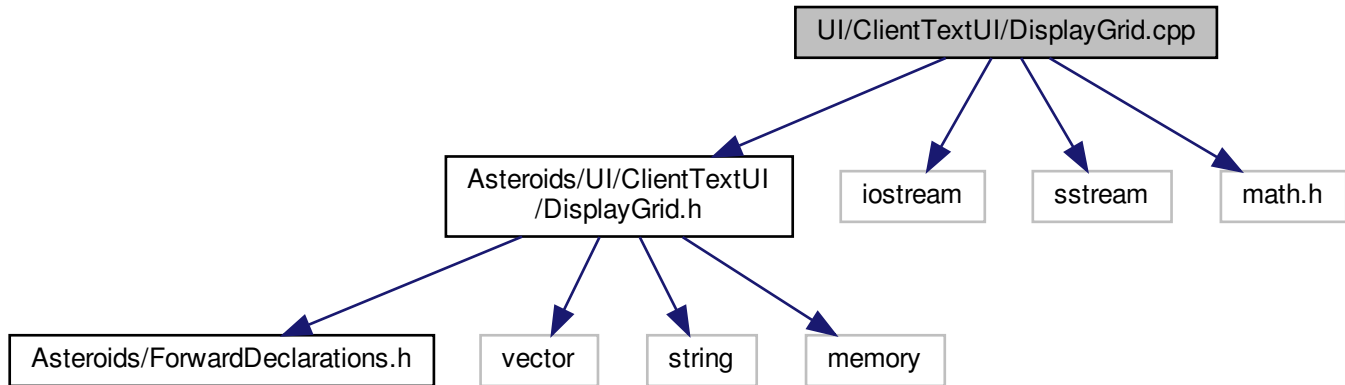 UI/ClientTextUI/DisplayGrid.cpp
Asteroids/UI/ClientTextUI
/DisplayGrid.h
iostream
sstream
math.h
Asteroids/ForwardDeclarations.h
vector
string
memory